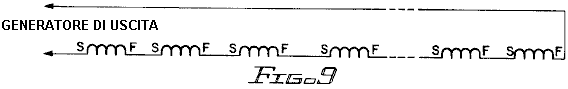 GENERATORE DI USCITA
S F S F S F S F S F S F
FIG. 9